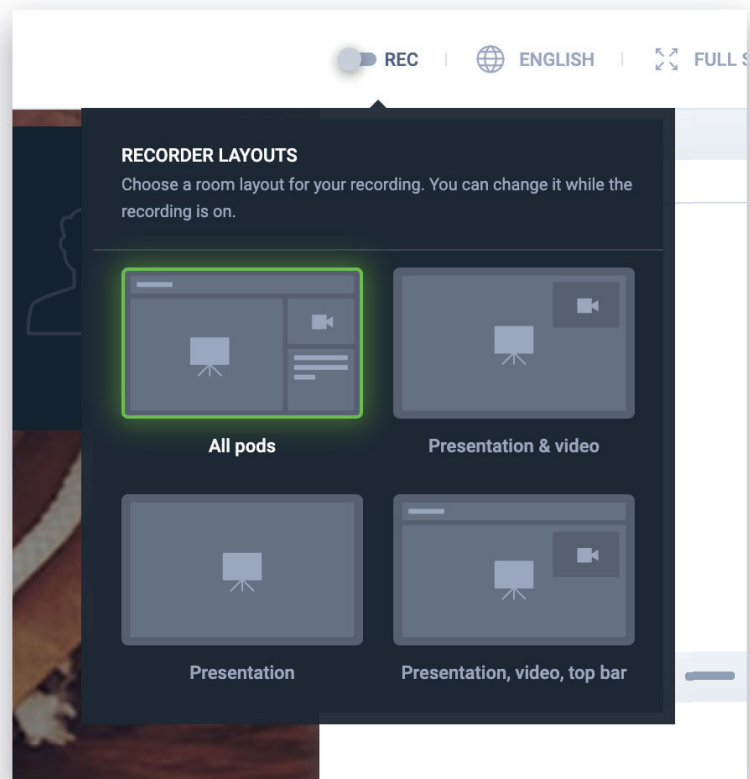 REC
ENGLISH
FULL
RECORDER LAYOUTS
Choose a room layout for your recording. You can change it while the
recording is on.
All pods
Presentation & video
Presentation
Presentation, video, top bar